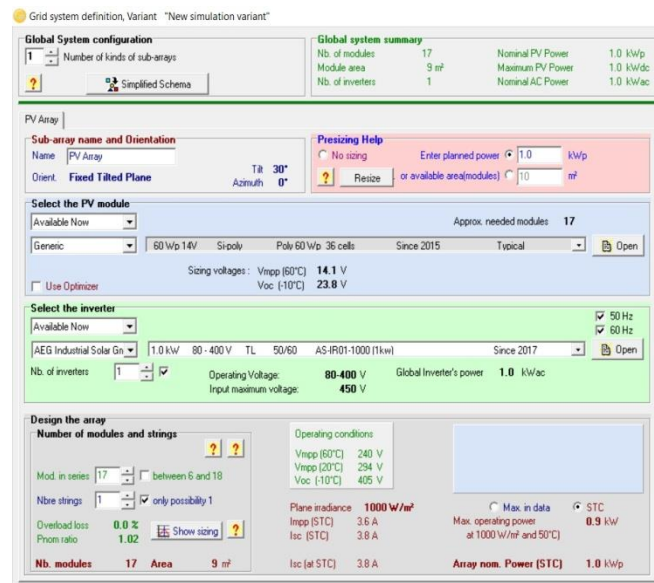 Grid system definition, Variant "New simulation variant"
Global System configuration
1 Number of kinds of sub-arrays
? Simplified Schema
Global system summary
Nb. of modules 17 Nominal PV Power 1.0 kWp
Module area 9 m² Maximum PV Power 1.0 kWdc
Nb. of inverters 1 Nominal AC Power 1.0 kWac
PV Array
Sub-array name and Orientation
Name PV Array
Orient. Fixed Tilted Plane Tilt 30°
Azimuth 0°
Presizing Help
No sizing Enter planned power 1.0 kWp
? Resize or available area(modules) 10 m²
Select the PV module
Available Now Approx. needed modules 17
Generic 60 Wp 14V Si-poly Poly 60 Wp 36 cells Since 2015 Typical Open
Sizing voltages : Vmpp (60°C) 14.1 V
Use Optimizer Voc (-10°C) 23.8 V
Select the inverter
Available Now 50 Hz
60 Hz
AEG Industrial Solar Gm 1.0 kW 80 - 400 V TL 50/60 AS-IR01-1000 (1kw) Since 2017 Open
Nb. of inverters 1 Operating Voltage: 80-400 V Global Inverter's power 1.0 kWac
Input maximum voltage: 450 V
Design the array
Number of modules and strings
? ?
Mod. in series 17 between 6 and 18
Nbre strings 1 only possibility 1
Overload loss 0.0 %
Pnom ratio 1.02 Show sizing ?
Nb. modules 17 Area 9 m²
Operating conditions
Vmpp (60°C) 240 V
Vmpp (20°C) 294 V
Voc (-10°C) 405 V
Plane irradiance 1000 W/m²
Impp (STC) 3.6 A
Isc (STC) 3.8 A
Isc (at STC) 3.8 A
Max. in data STC
Max. operating power 0.9 kW
at 1000 W/m² and 50°C)
Array nom. Power (STC) 1.0 kWp